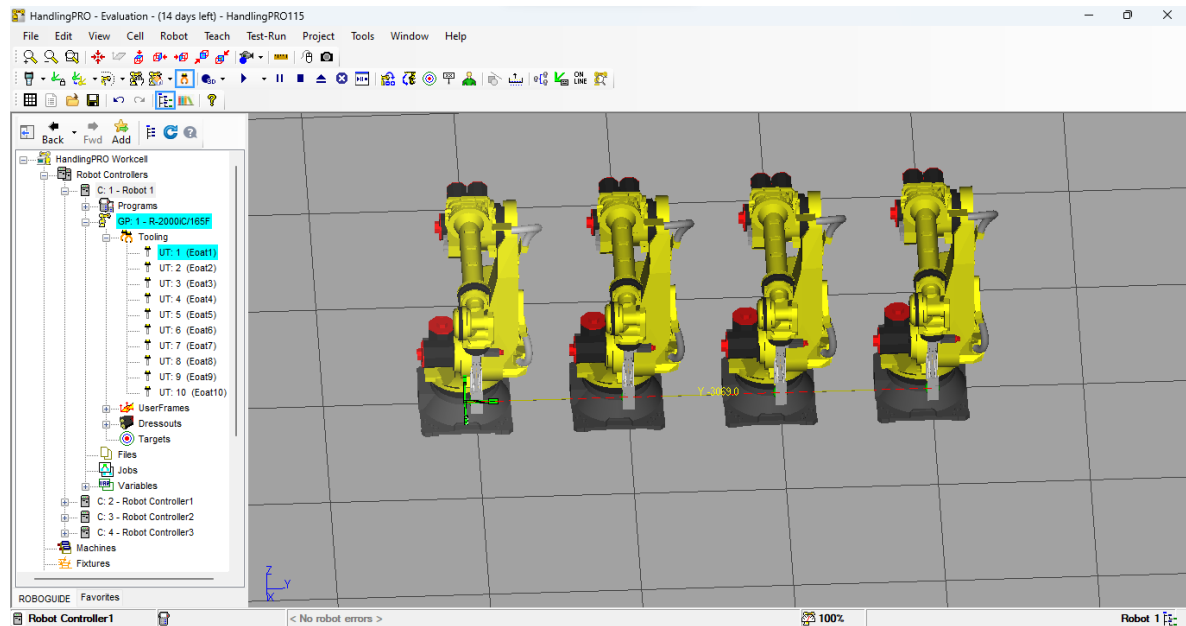 HandlingPRO - Evaluation - (14 days left) - HandlingPRO115
File Edit View Cell Robot Teach Test-Run Project Tools Window Help
ON
LINE
Back Fwd Add
HandlingPRO Workcell
Robot Controllers
C: 1 - Robot 1
Programs
GP: 1 - R-2000iC/165F
Tooling
UT: 1 (Eoat1)
UT: 2 (Eoat2)
UT: 3 (Eoat3)
UT: 4 (Eoat4)
UT: 5 (Eoat5)
UT: 6 (Eoat6)
UT: 7 (Eoat7)
UT: 8 (Eoat8)
UT: 9 (Eoat9)
UT: 10 (Eoat10)
UserFrames
Dressouts
Targets
Files
Jobs
Variables
C: 2 - Robot Controller1
C: 3 - Robot Controller2
C: 4 - Robot Controller3
Machines
Fixtures
Y -3069.0
Z
Y
X
ROBOGUIDE Favorites
Robot Controller1 < No robot errors > 100% Robot 1